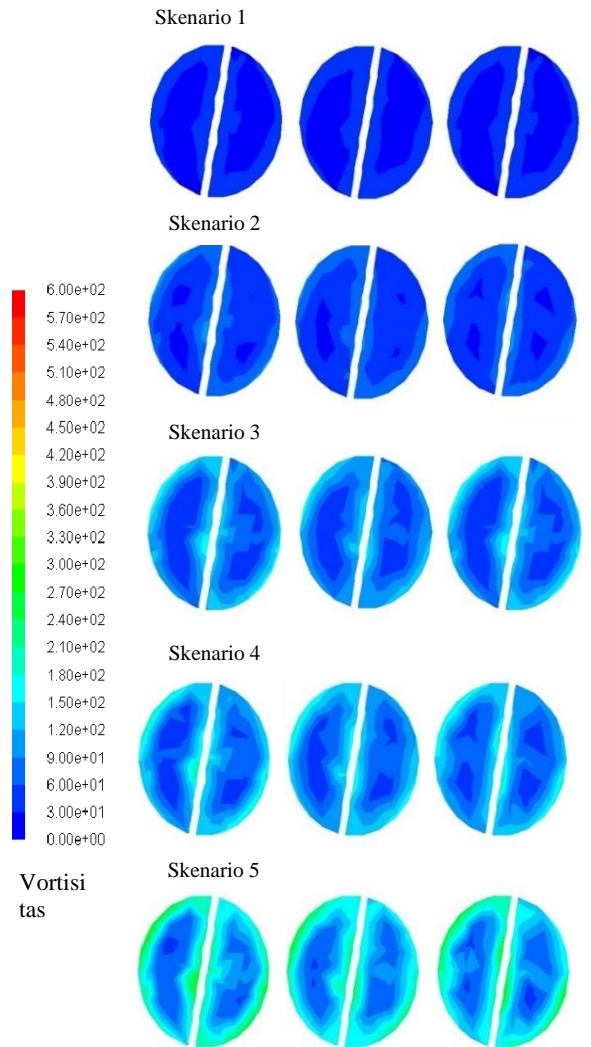 Skenario 1
Skenario 2
6.00e+02
5.70e+02
5.40e+02
5.10e+02
4.80e+02
4.50e+02
4.20e+02
3.90e+02
3.60e+02
3.30e+02
3.00e+02
2.70e+02
2.40e+02
2.10e+02
1.80e+02
1.50e+02
1.20e+02
9.00e+01
6.00e+01
3.00e+01
0.00e+00
Skenario 3
Skenario 4
Vortisi
tas
Skenario 5